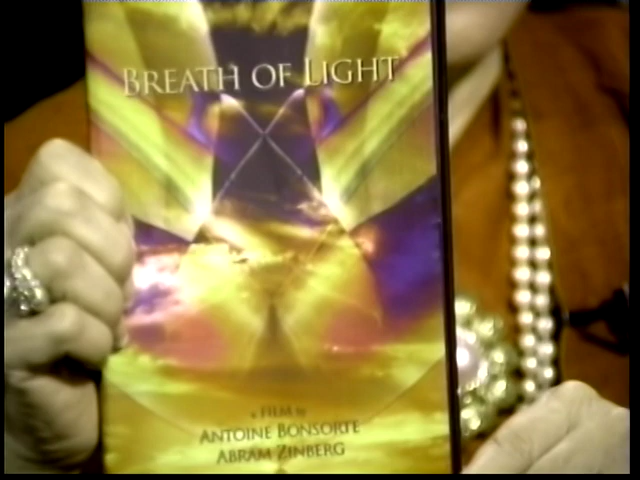 BREATH OF LIGHT
a FILM by
ANTOINE BONSORTE
ABRAM ZINBERG